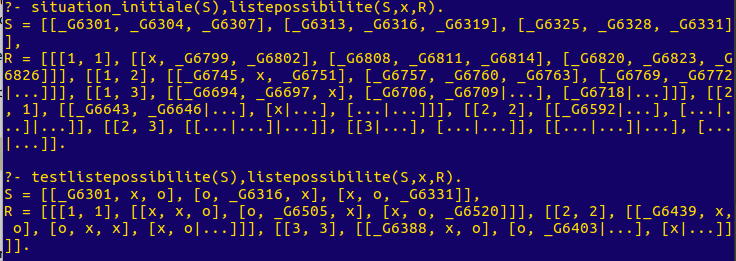 ?- situation_initiale(S),listepossibilite(S,x,R).
S = [[_G6301, _G6304, _G6307], [_G6313, _G6316, _G6319], [_G6325, _G6328, _G6331]
],
R = [[[1, 1], [[x, _G6799, _G6802], [_G6808, _G6811, _G6814], [_G6820, _G6823, _G
6826]]], [[1, 2], [[_G6745, x, _G6751], [_G6757, _G6760, _G6763], [_G6769, _G6772
|...]]], [[1, 3], [[_G6694, _G6697, x], [_G6706, _G6709|...], [_G6718|...]]], [[2
, 1], [[_G6643, _G6646|...], [x|...], [...|...]]], [[2, 2], [[_G6592|...], [...|.
..]|...]], [[2, 3], [[...|...]|...]], [[3|...], [...|...]], [[...|...]|...], [...
|...]].
?- testlistepossibilite(S),listepossibilite(S,x,R).
S = [[_G6301, x, o], [o, _G6316, x], [x, o, _G6331]],
R = [[[1, 1], [[x, x, o], [o, _G6505, x], [x, o, _G6520]]], [[2, 2], [[_G6439, x,
 o], [o, x, x], [x, o|...]]], [[3, 3], [[_G6388, x, o], [o, _G6403|...], [x|...]]
]].